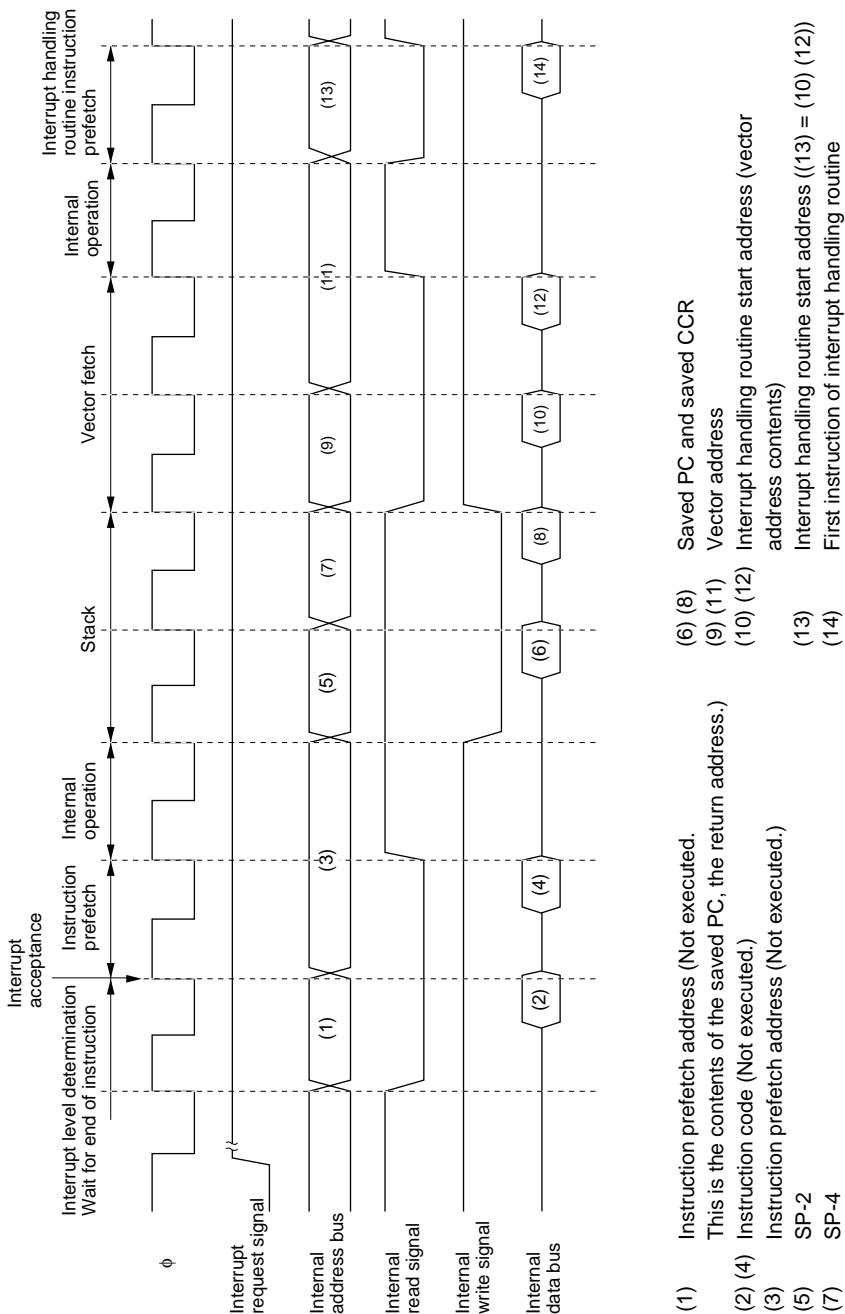 Interrupt
acceptance
Interrupt level determination
Wait for end of instruction
Instruction
prefetch
Internal
operation
Stack
Vector fetch
Internal
operation
Interrupt handling
routine instruction
prefetch
φ
Interrupt
request signal
Internal
address bus
(1)
(3)
(5)
(7)
(9)
(11)
(13)
Internal
read signal
Internal
write signal
Internal
data bus
(2)
(4)
(6)
(8)
(10)
(12)
(14)
(1) Instruction prefetch address (Not executed.
This is the contents of the saved PC, the return address.)
(2) (4) Instruction code (Not executed.)
(3) Instruction prefetch address (Not executed.)
(5) SP-2
(7) SP-4
(6) (8) Saved PC and saved CCR
(9) (11) Vector address
(10) (12) Interrupt handling routine start address (vector
address contents)
(13) Interrupt handling routine start address ((13) = (10) (12))
(14) First instruction of interrupt handling routine